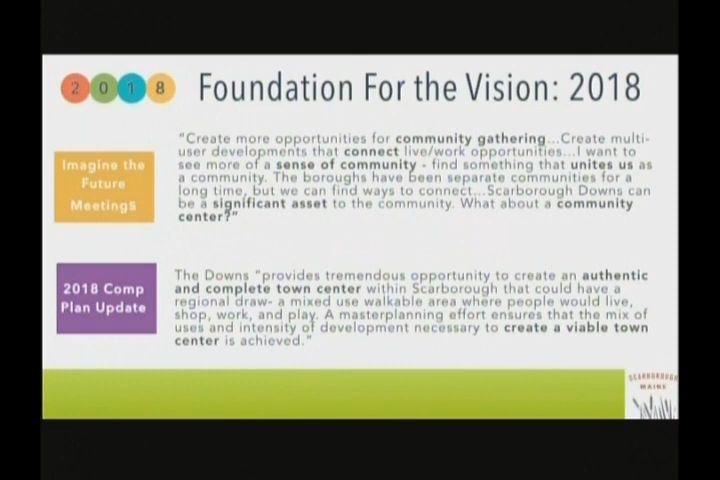 2 0 1 8 Foundation For the Vision: 2018
Imagine the
Future
Meetings
"Create more opportunities for community gathering...Create multi-
user developments that connect live/work opportunities...I want to
see more of a sense of community - find something that unites us as
a community. The boroughs have been separate communities for a
long time, but we can find ways to connect...Scarborough Downs can
be a significant asset to the community. What about a community
center?"
2018 Comp
Plan Update
The Downs "provides tremendous opportunity to create an authentic
and complete town center within Scarborough that could have a
regional draw- a mixed use walkable area where people would live,
shop, work, and play. A masterplanning effort ensures that the mix of
uses and intensity of development necessary to create a viable town
center is achieved."
SCARBOROUGH
MAINE